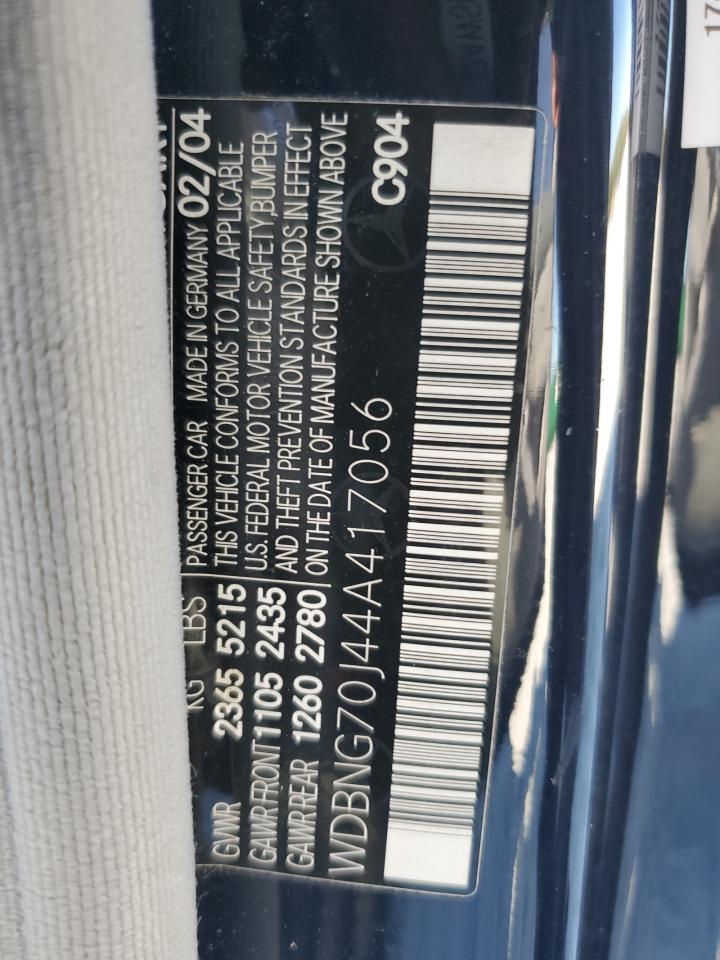 KG LBS
GVWR 2365 5215
GAWR FRONT 1105 2435
GAWR REAR 1260 2780
PASSENGER CAR MADE IN GERMANY 02/04
THIS VEHICLE CONFORMS TO ALL APPLICABLE
U.S. FEDERAL MOTOR VEHICLE SAFETY,BUMPER
AND THEFT PREVENTION STANDARDS IN EFFECT
ON THE DATE OF MANUFACTURE SHOWN ABOVE
WDBNG70J44A417056
C904